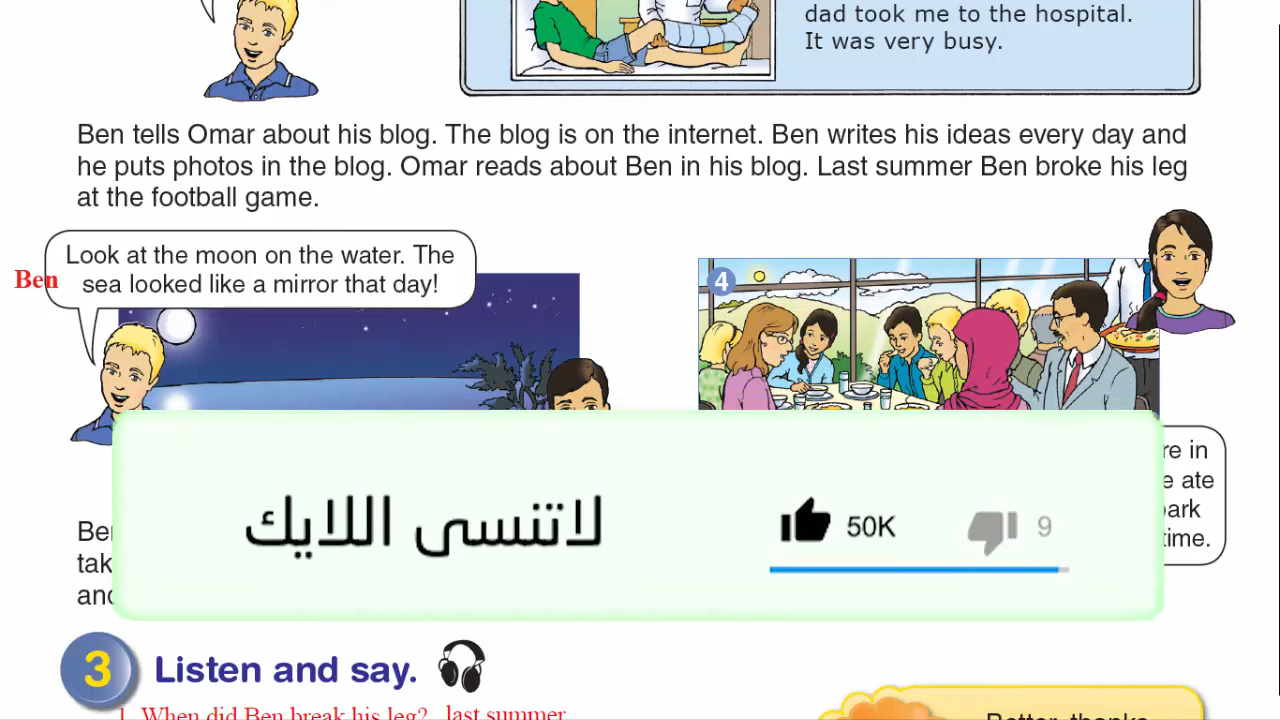 dad took me to the hospital.
It was very busy.
Ben tells Omar about his blog. The blog is on the internet. Ben writes his ideas every day and
he puts photos in the blog. Omar reads about Ben in his blog. Last summer Ben broke his leg
at the football game.
Look at the moon on the water. The
Ben
sea looked like a mirror that day!
4
re in
ate
ark
time.
لاتنسى اللايك
50K
9
tak
3 Listen and say.
1. When did Ben break his leg? last summer
Better, thanks